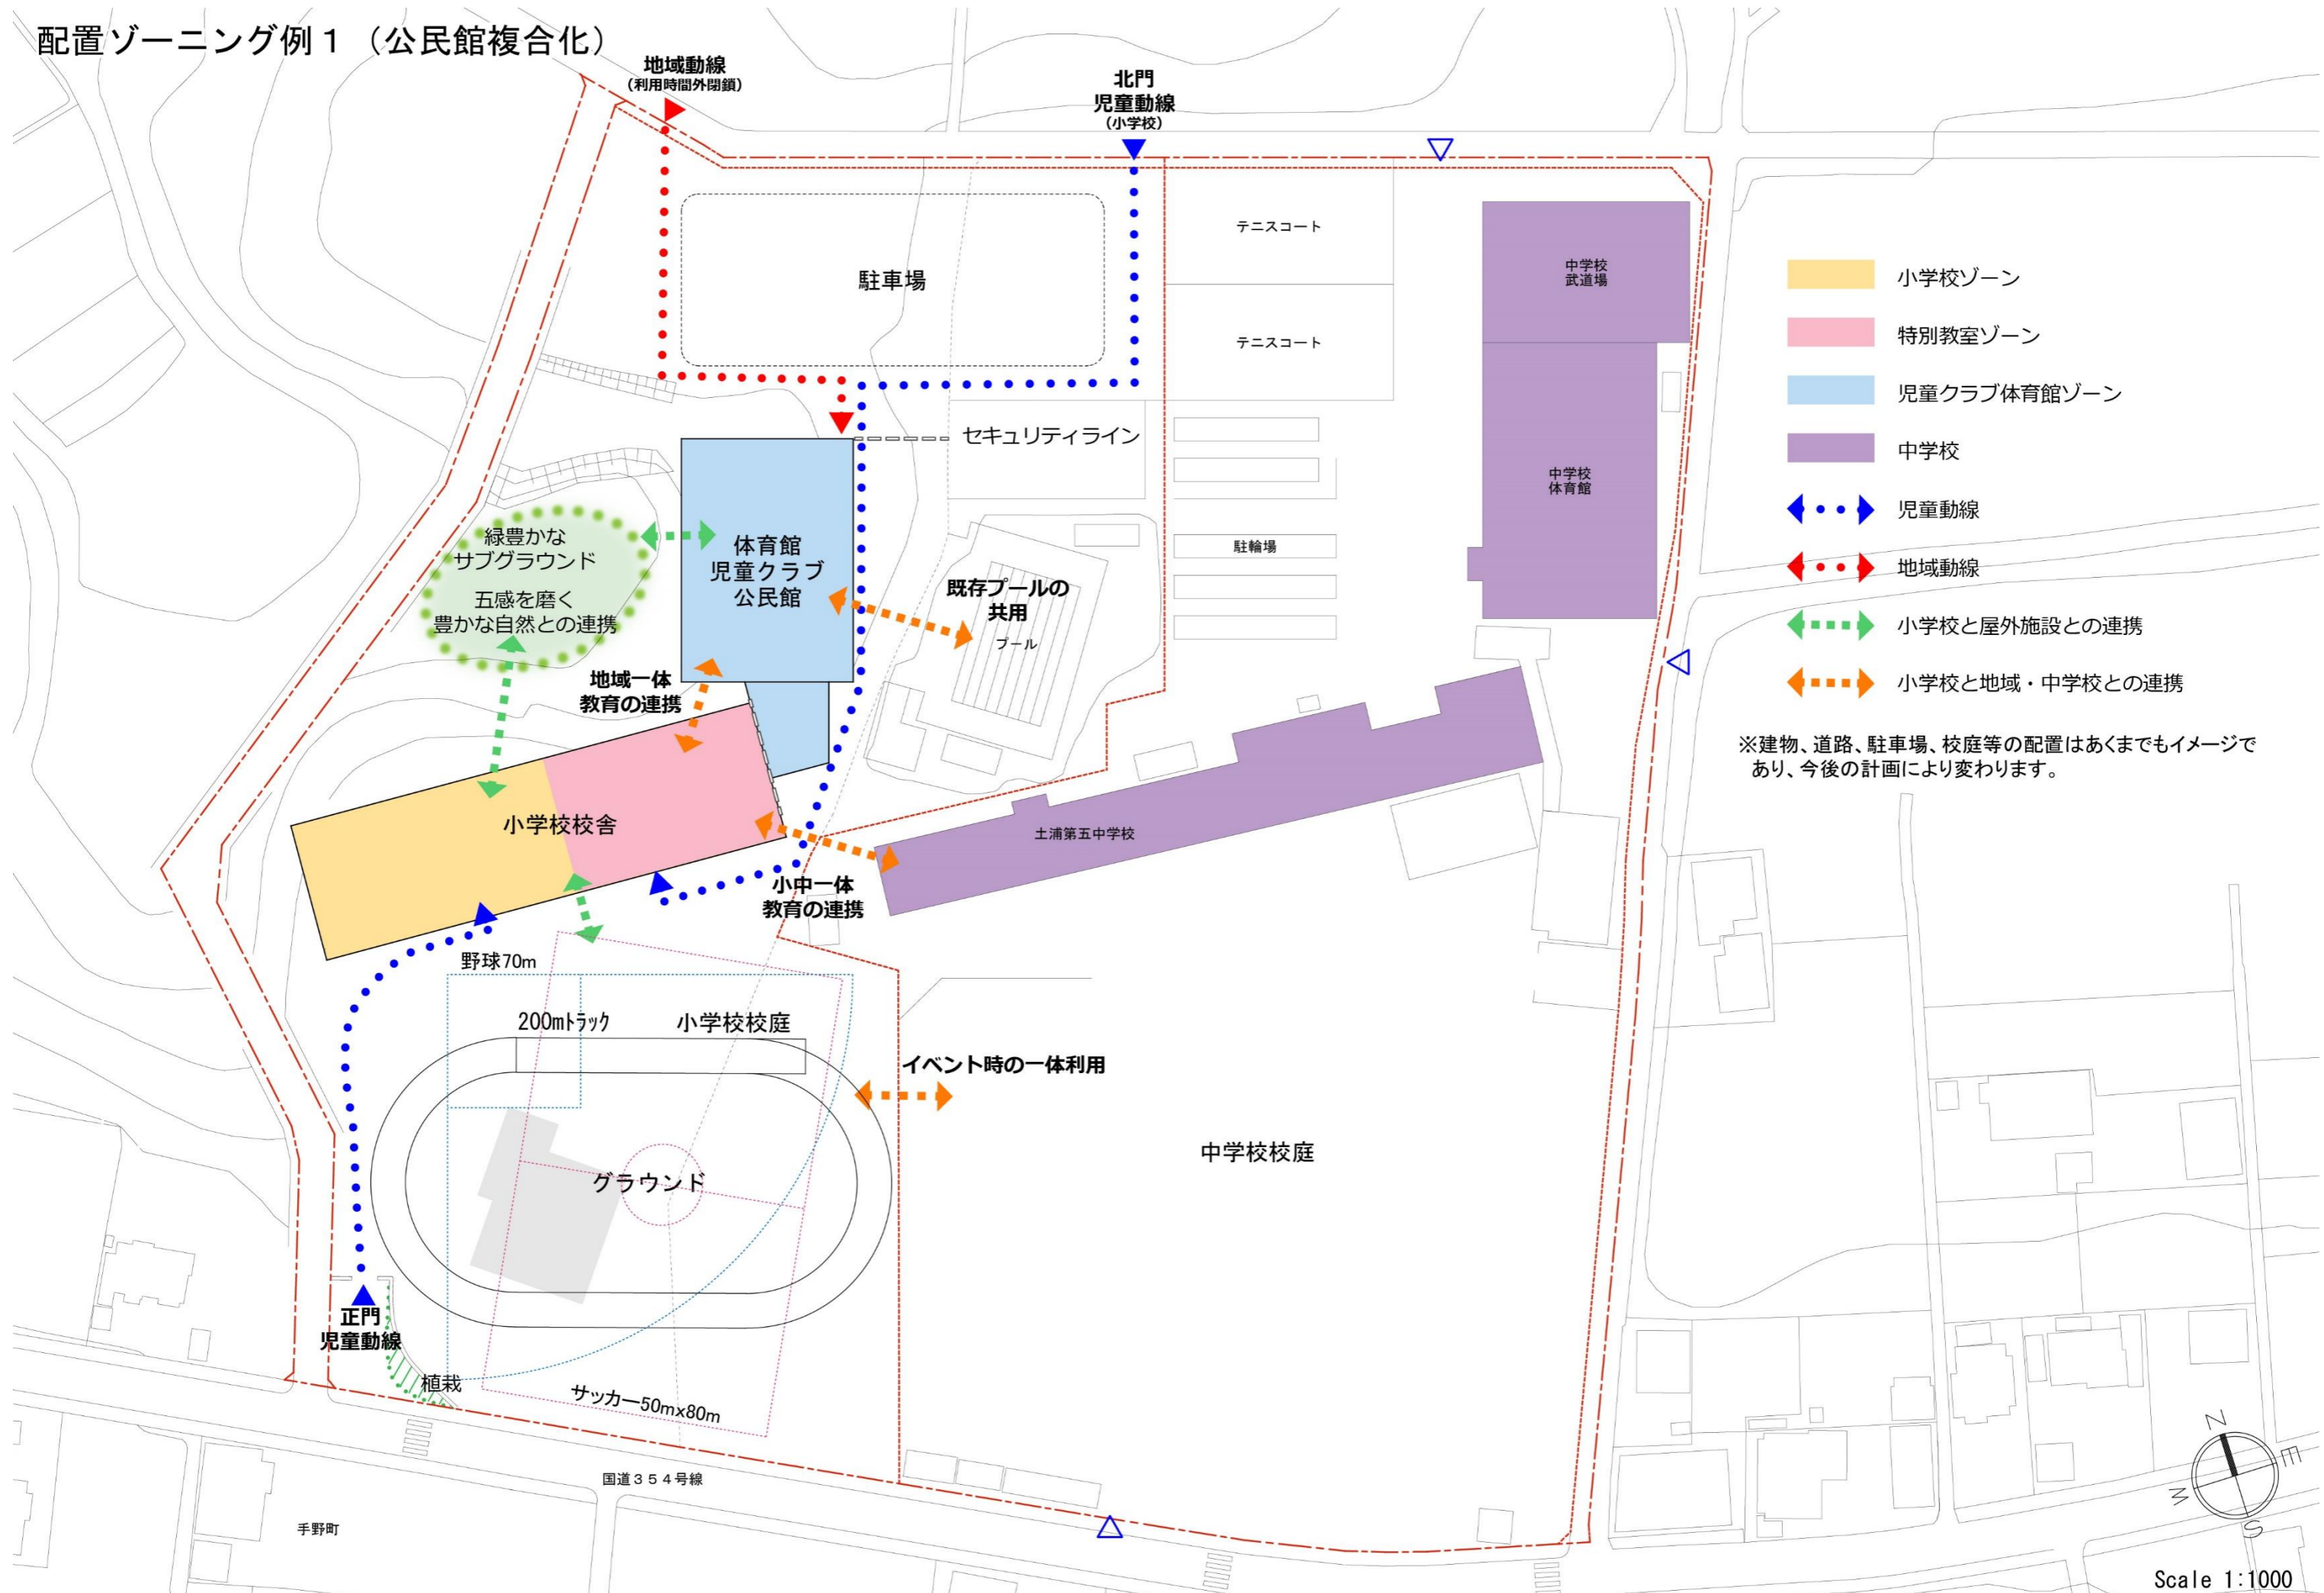 配置ゾーニング例１（公民館複合化）
地域動線
（利用時間外閉鎖）
北門
児童動線
（小学校）
テニスコート
駐車場
テニスコート
中学校
武道場
セキュリティライン
中学校
体育館
緑豊かな
サブグラウンド
五感を磨く
豊かな自然との連携
体育館
児童クラブ
公民館
駐輪場
既存プールの
共用
プール
地域一体
教育の連携
小学校校舎
土浦第五中学校
小中一体
教育の連携
野球70m
200mﾄﾗｯｸ
小学校校庭
イベント時の一体利用
中学校校庭
グラウンド
正門
児童動線
植栽
サッカー50m×80m
国道３５４号線
手野町
小学校ゾーン
特別教室ゾーン
児童クラブ体育館ゾーン
中学校
児童動線
地域動線
小学校と屋外施設との連携
小学校と地域・中学校との連携
※建物、道路、駐車場、校庭等の配置はあくまでもイメージで
あり、今後の計画により変わります。
N
E
W
S
Scale 1:1000